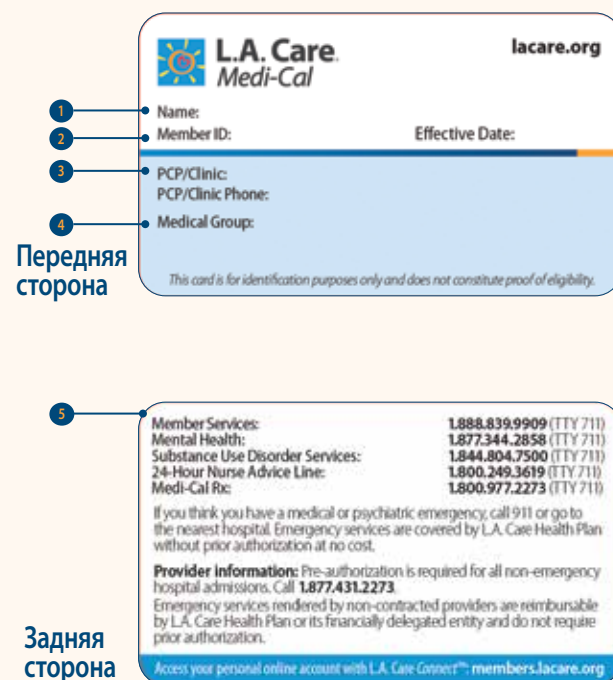 L.A. Care
Medi-Cal
lacare.org
1 Name:
2 Member ID: Effective Date:
3 PCP/Clinic:
PCP/Clinic Phone:
4 Medical Group:
Передняя
сторона
This card is for identification purposes only and does not constitute proof of eligibility.
5
Member Services: 1.888.839.9909 (TTY 711)
Mental Health: 1.877.344.2858 (TTY 711)
Substance Use Disorder Services: 1.844.804.7500 (TTY 711)
24-Hour Nurse Advice Line: 1.800.249.3619 (TTY 711)
Medi-Cal Rx: 1.800.977.2273 (TTY 711)
If you think you have a medical or psychiatric emergency, call 911 or go to
the nearest hospital. Emergency services are covered by L.A. Care Health Plan
without prior authorization at no cost.
Provider information: Pre-authorization is required for all non-emergency
hospital admissions. Call 1.877.431.2273.
Emergency services rendered by non-contracted providers are reimbursable
by L.A. Care Health Plan or its financially delegated entity and do not require
prior authorization.
Задняя
сторона
Access your personal online account with L.A. Care Connect™: members.lacare.org